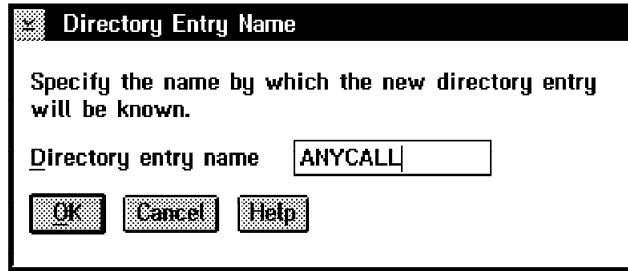 Directory Entry Name
Specify the name by which the new directory entry
will be known.
Directory entry name ANYCALL
OK Cancel Help